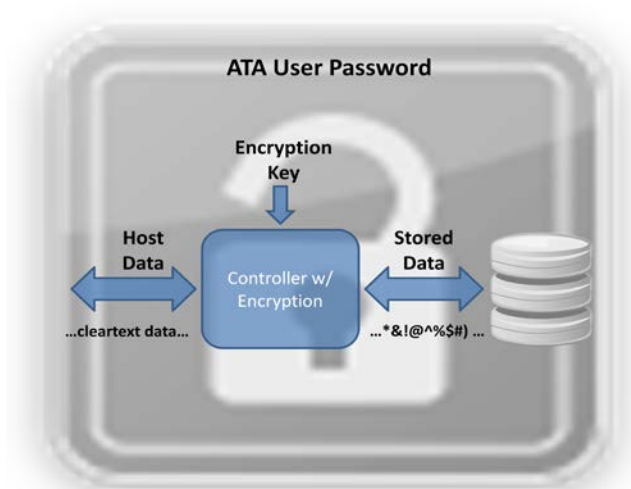 ATA User Password
Encryption
Key
Host
Data
Stored
Data
Controller w/
Encryption
...cleartext data...
...*&!@^%$#) ...